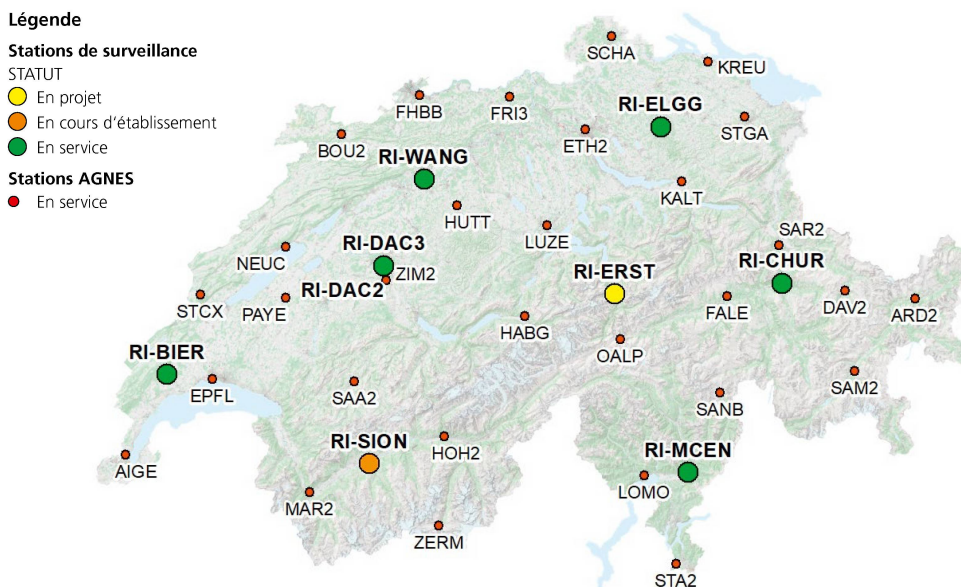 Légende
Stations de surveillance
STATUT
En projet
En cours d'établissement
En service
Stations AGNES
En service
SCHA
KREU
FHBB
FRI3
RI-ELGG
STGA
BOU2
ETH2
RI-WANG
KALT
HUTT
LUZE
SAR2
NEUC
RI-DAC3
ZIM2
RI-CHUR
RI-ERST
RI-DAC2
STCX
PAYE
HABG
FALE
DAV2
ARD2
OALP
RI-BIER
EPFL
SAA2
SAM2
SANB
RI-SION
HOH2
RI-MCEN
AIGE
LOMO
MAR2
ZERM
STA2